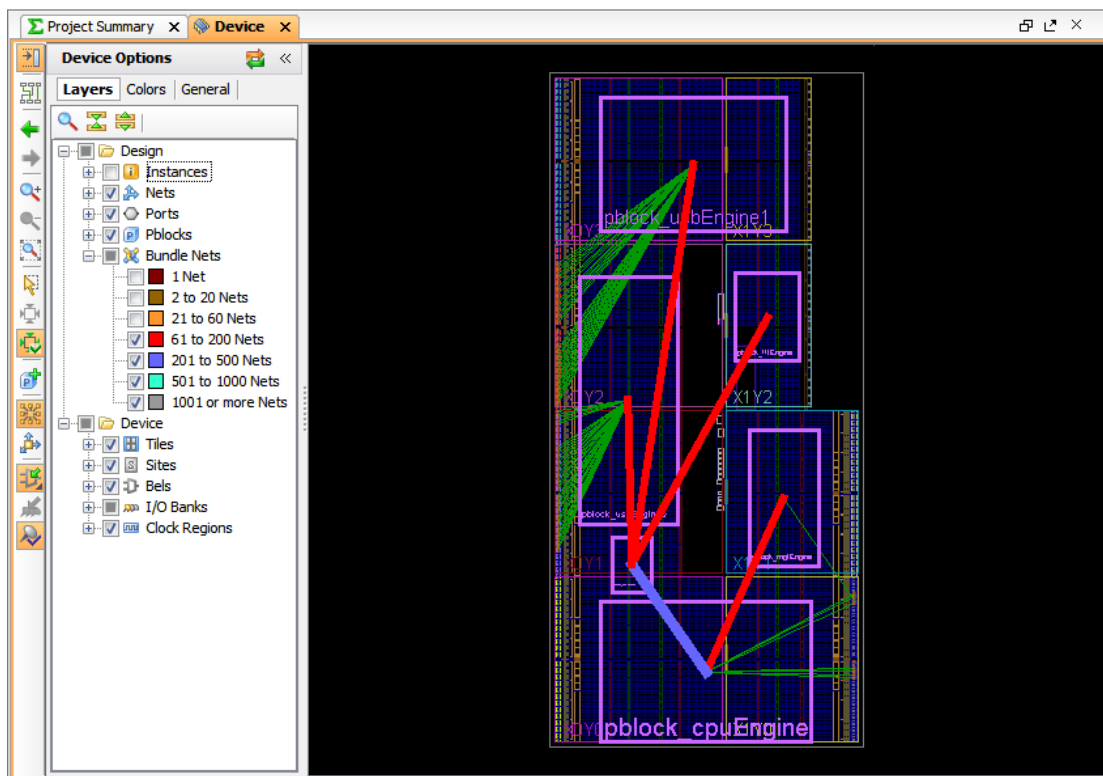 Project Summary
Device
Device Options
Layers
Colors
General
Design
Instances
Nets
Ports
Pblocks
Bundle Nets
1 Net
2 to 20 Nets
21 to 60 Nets
61 to 200 Nets
201 to 500 Nets
501 to 1000 Nets
1001 or more Nets
Device
Tiles
Sites
Bels
I/O Banks
Clock Regions
pblock_usbEngine1
X1Y3
X1Y2
pblock_cpuEngine